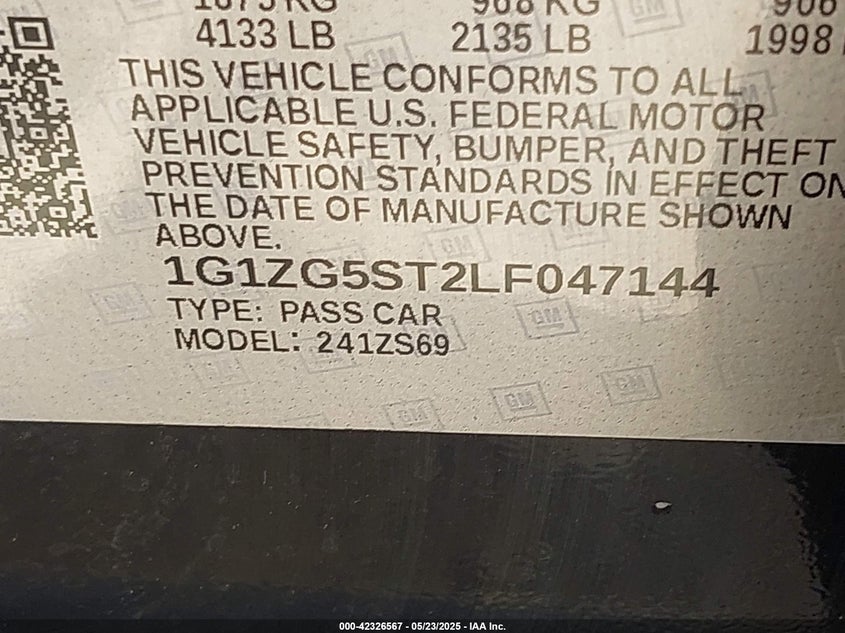 4133 LB 2135 LB 1998
THIS VEHICLE CONFORMS TO ALL
APPLICABLE U.S. FEDERAL MOTOR
VEHICLE SAFETY, BUMPER, AND THEFT
PREVENTION STANDARDS IN EFFECT ON
THE DATE OF MANUFACTURE SHOWN
ABOVE.
1G1ZG5ST2LF047144
TYPE: PASS CAR
MODEL: 241ZS69
000-42326567 - 05/23/2025 - IAA Inc.